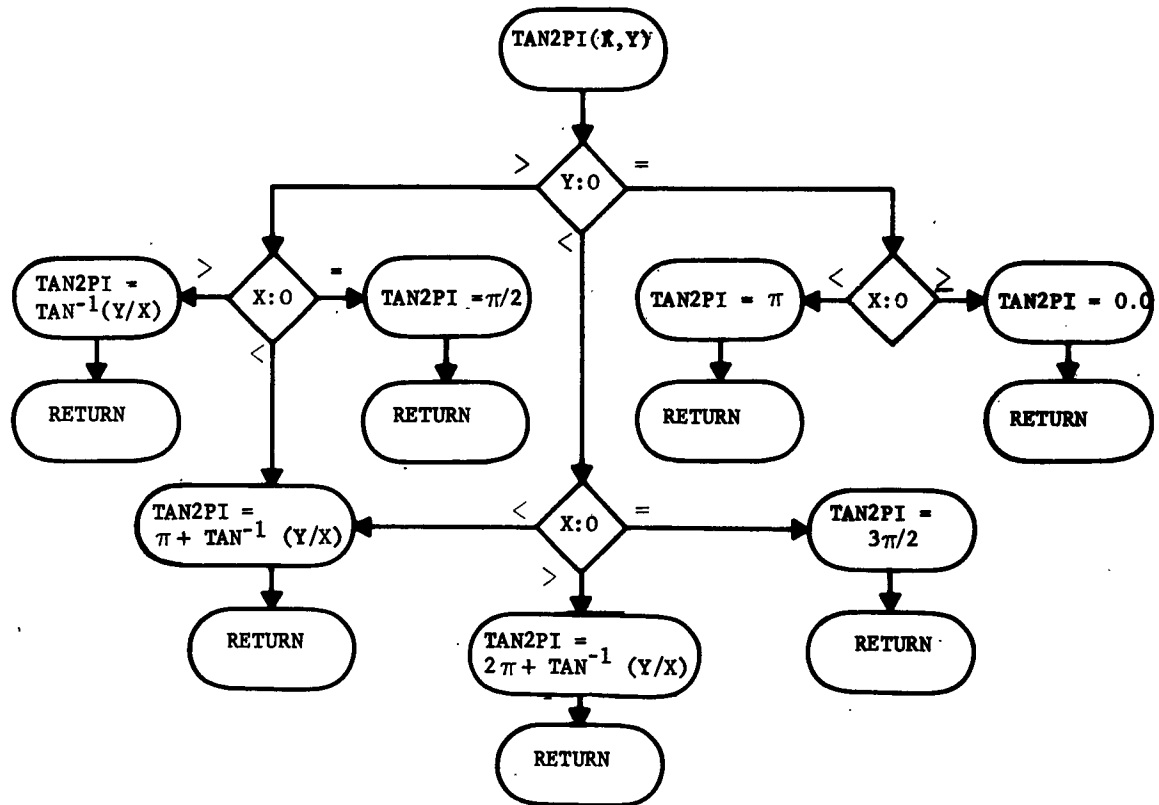 TAN2PI(X,Y)
> =
Y:0
<
> = < ≥
TAN2PI =
TAN⁻¹(Y/X)
X:0
TAN2PI =π/2
TAN2PI = π
X:0
TAN2PI = 0.0
<
RETURN
RETURN
RETURN
RETURN
TAN2PI =
π + TAN⁻¹ (Y/X)
<
X:0
=
TAN2PI =
3π/2
>
RETURN
TAN2PI =
2π + TAN⁻¹ (Y/X)
RETURN
RETURN